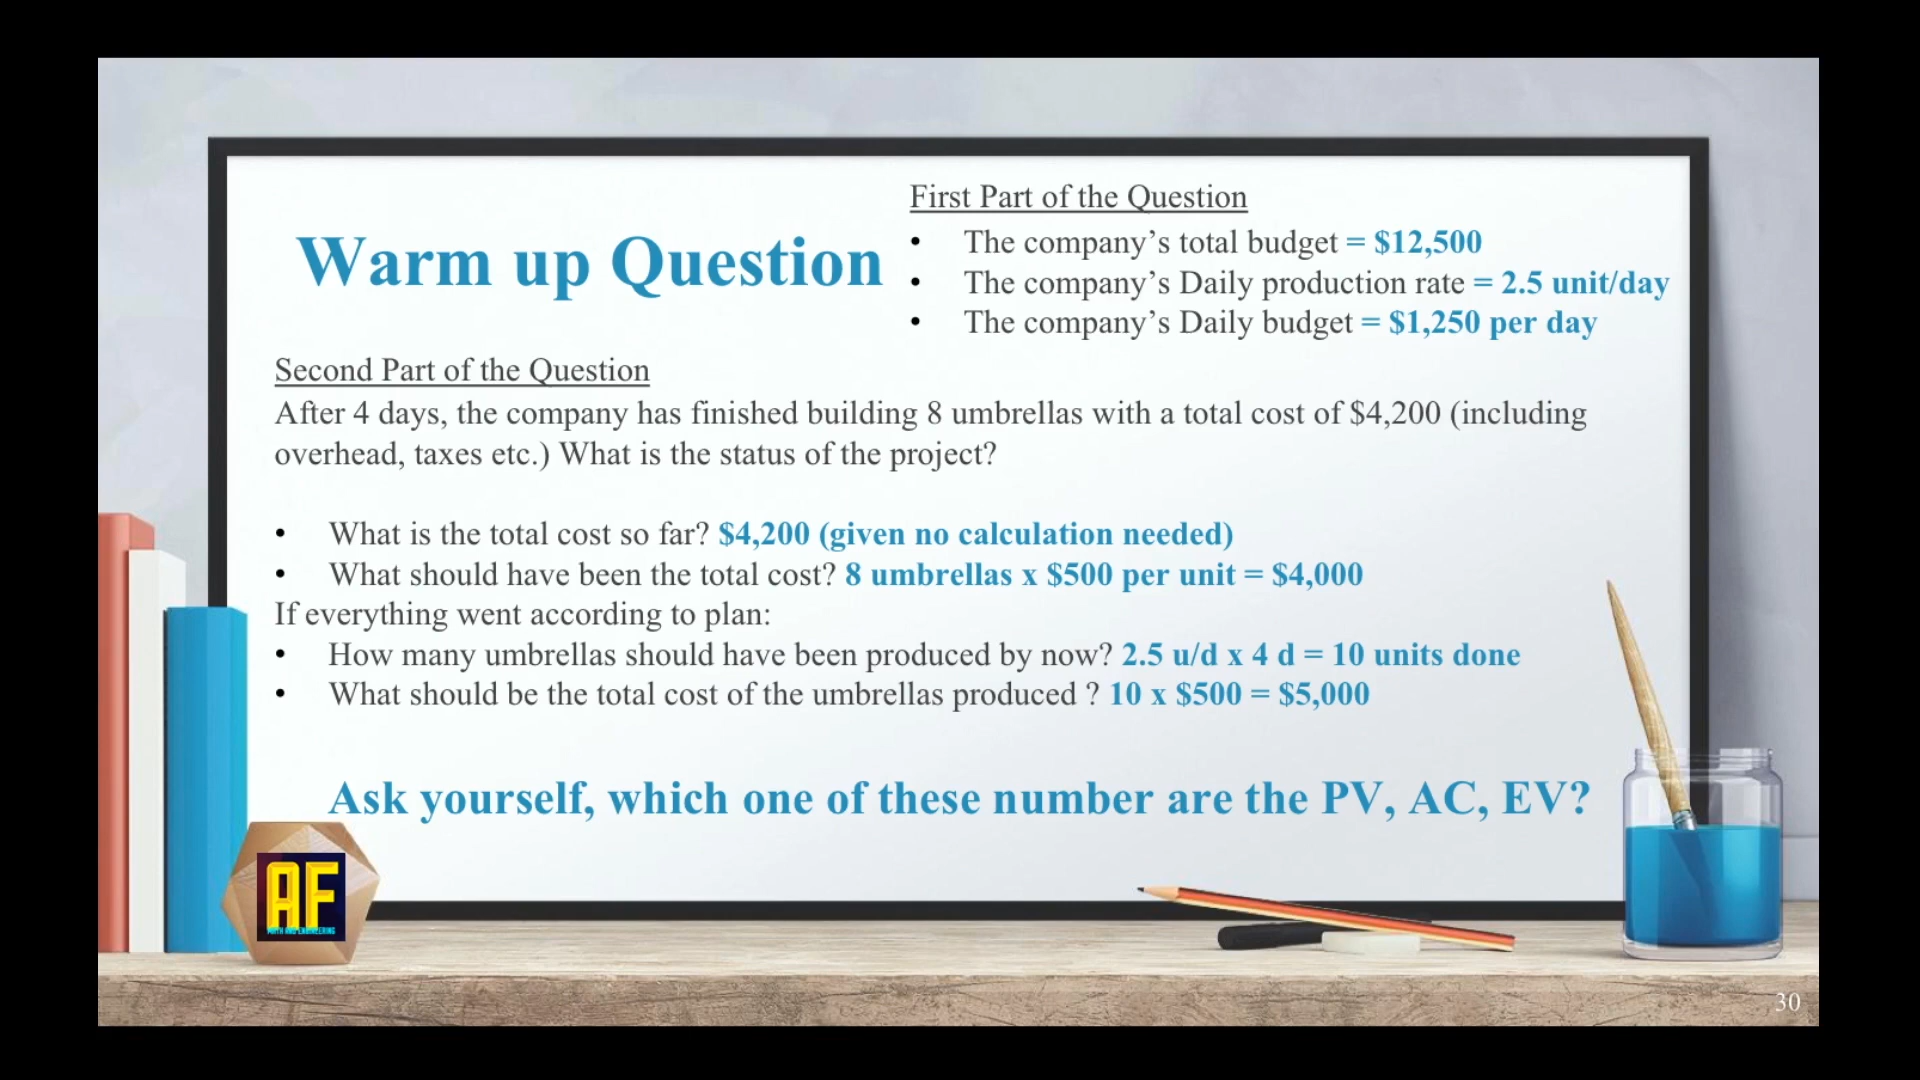 Warm up Question
First Part of the Question
• The company’s total budget = $12,500
• The company’s Daily production rate = 2.5 unit/day
• The company’s Daily budget = $1,250 per day
Second Part of the Question
After 4 days, the company has finished building 8 umbrellas with a total cost of $4,200 (including
overhead, taxes etc.) What is the status of the project?
• What is the total cost so far? $4,200 (given no calculation needed)
• What should have been the total cost? 8 umbrellas x $500 per unit = $4,000
If everything went according to plan:
• How many umbrellas should have been produced by now? 2.5 u/d x 4 d = 10 units done
• What should be the total cost of the umbrellas produced ? 10 x $500 = $5,000
Ask yourself, which one of these number are the PV, AC, EV?
AF
30